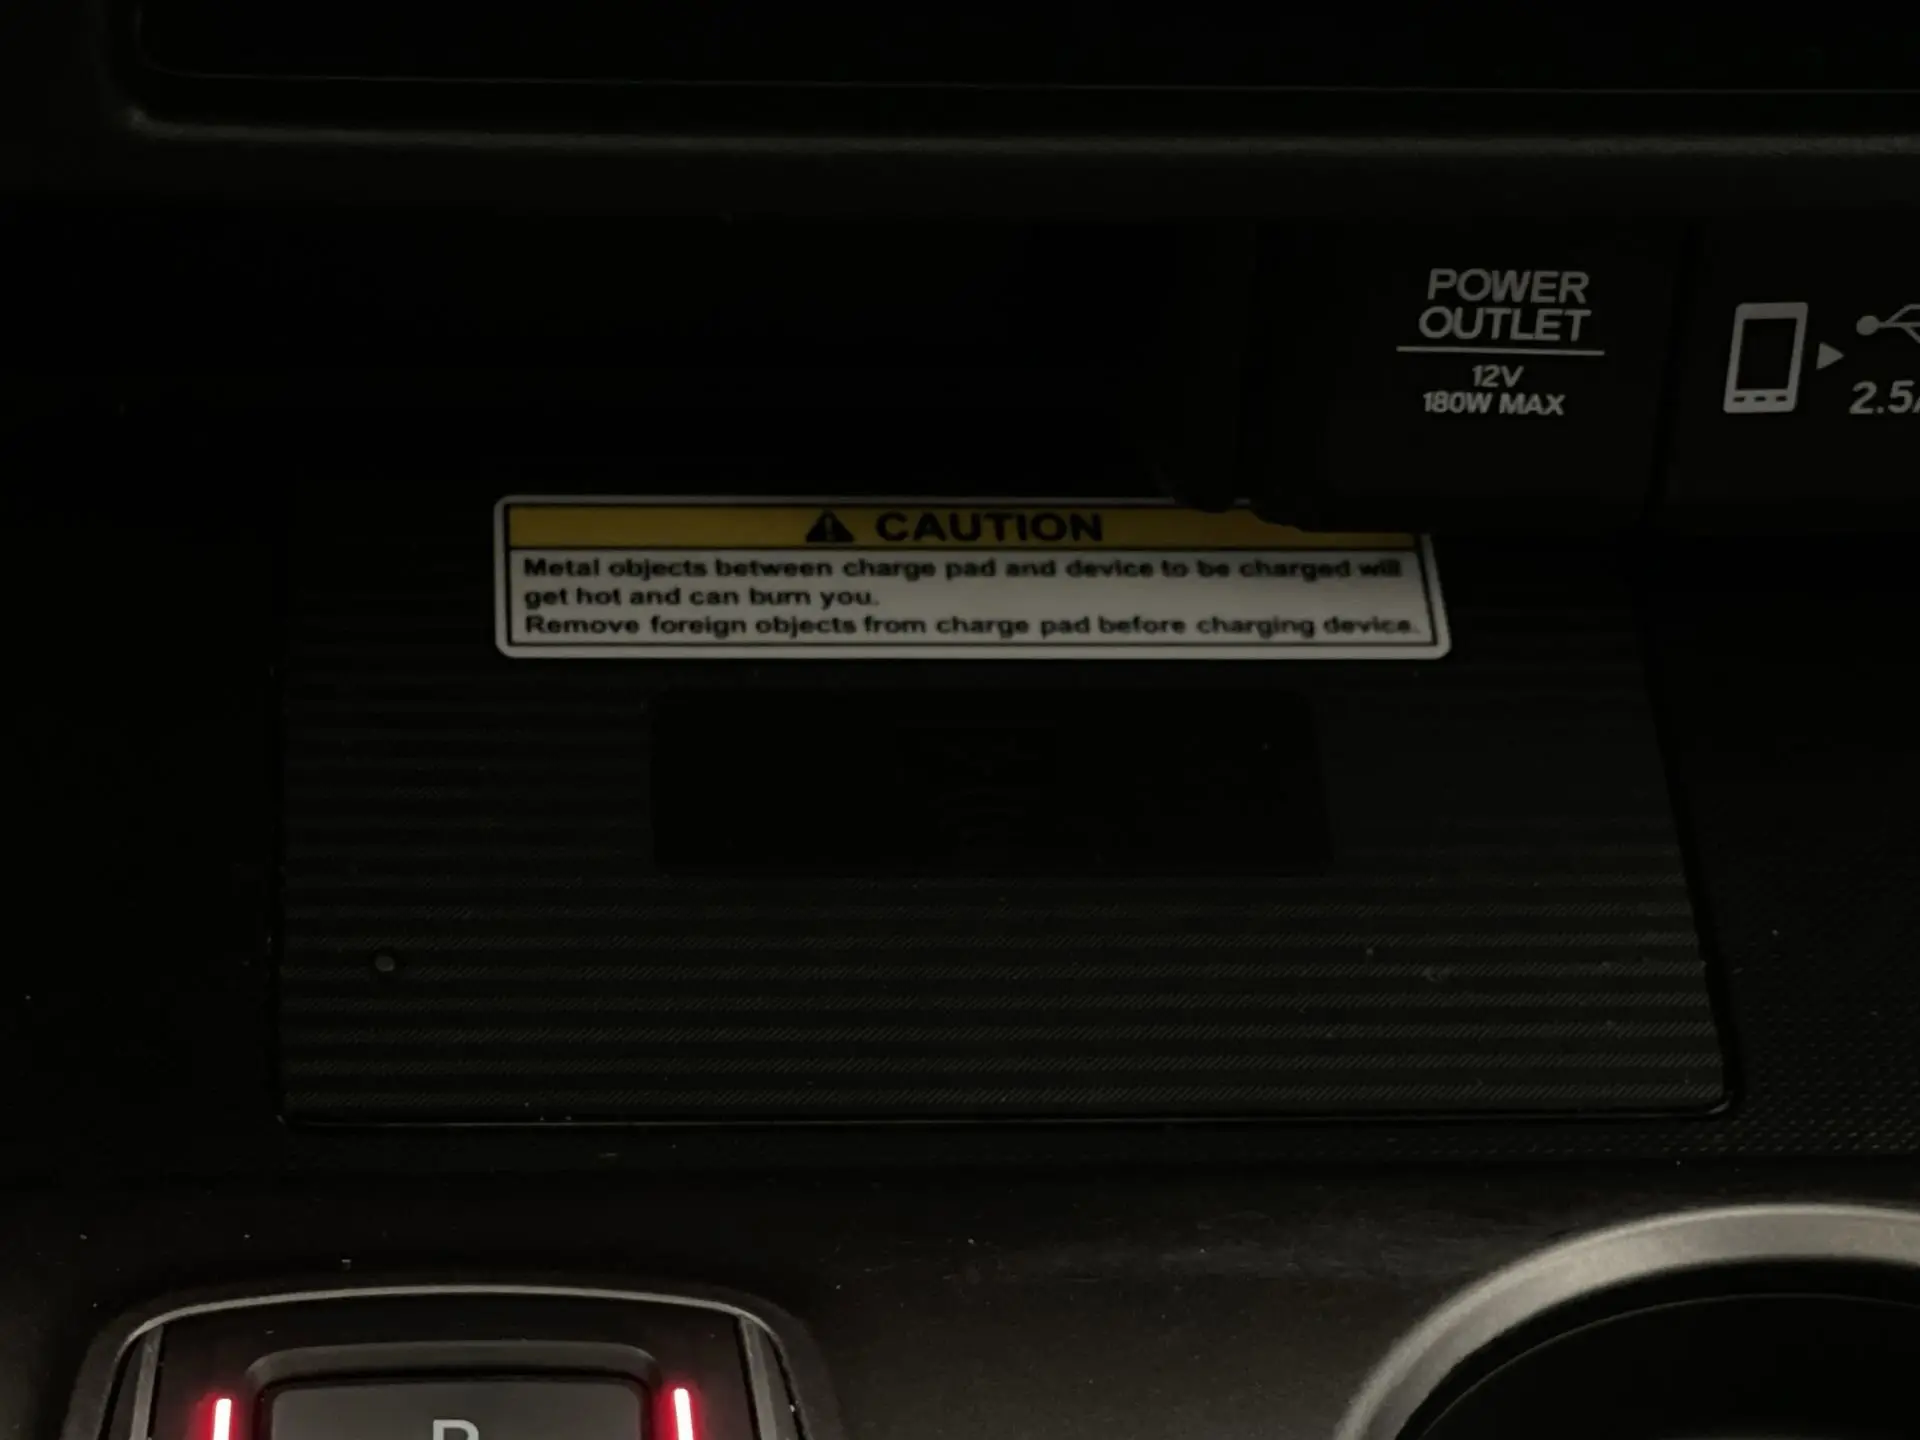 POWER
OUTLET
12V
180W MAX
2.5A
CAUTION
Metal objects between charge pad and device to be charged will
get hot and can burn you.
Remove foreign objects from charge pad before charging device.
P